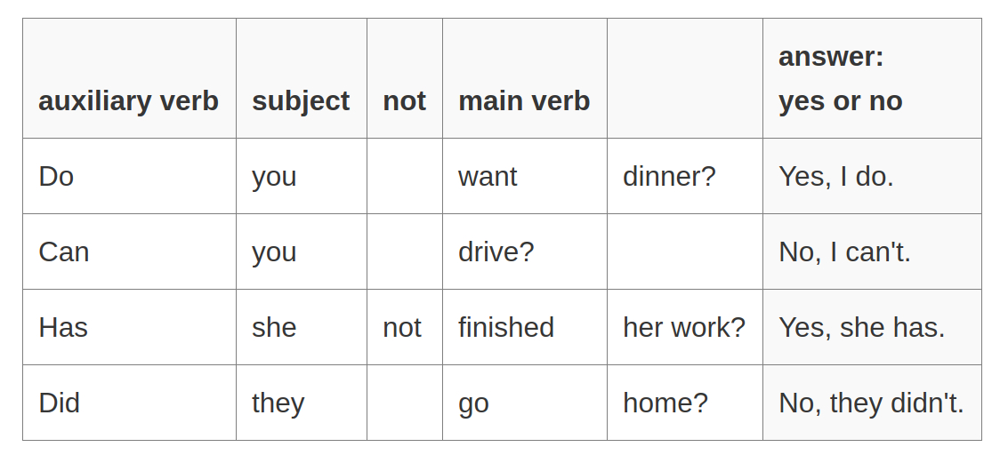 answer:
auxiliary verb subject not main verb yes or no
Do you want dinner? Yes, I do.
Can you drive? No, I can't.
Has she not finished her work? Yes, she has.
Did they go home? No, they didn't.